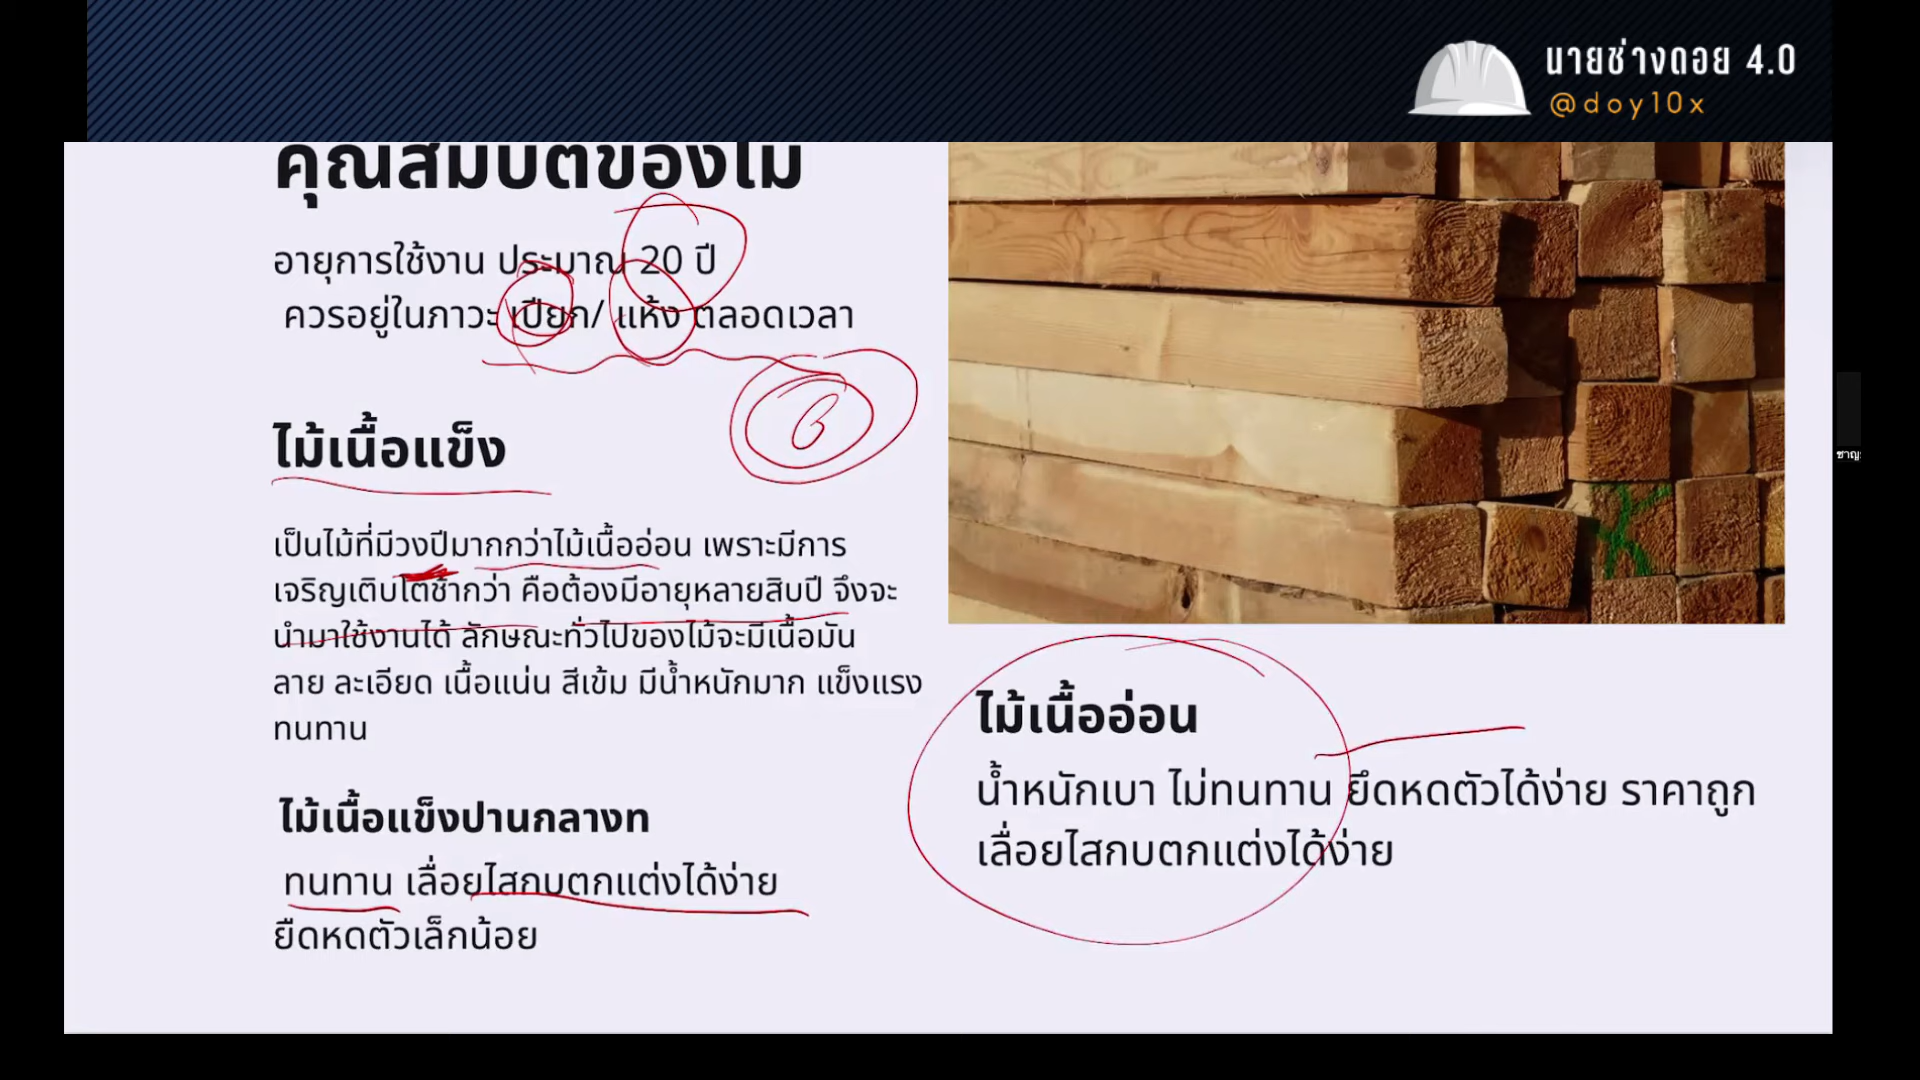 นายช่างดอย 4.0
@doy10x
คุณสมบัติของไม้
อายุการใช้งาน ประมาณ 20 ปี
ควรอยู่ในภาวะ เปียก/ แห้ง ตลอดเวลา
ไม้เนื้อแข็ง
เป็นไม้ที่มีวงปีมากกว่าไม้เนื้ออ่อน เพราะมีการ
เจริญเติบโตช้ากว่า คือต้องมีอายุหลายสิบปี จึงจะ
นำมาใช้งานได้ ลักษณะทั่วไปของไม้จะมีเนื้อมัน
ลาย ละเอียด เนื้อแน่น สีเข้ม มีน้ำหนักมาก แข็งแรง
ทนทาน
ไม้เนื้อแข็งปานกลางท
ทนทาน เลื่อยไสกบตกแต่งได้ง่าย
ยืดหดตัวเล็กน้อย
ไม้เนื้ออ่อน
น้ำหนักเบา ไม่ทนทาน ยืดหดตัวได้ง่าย ราคาถูก
เลื่อยไสกบตกแต่งได้ง่าย